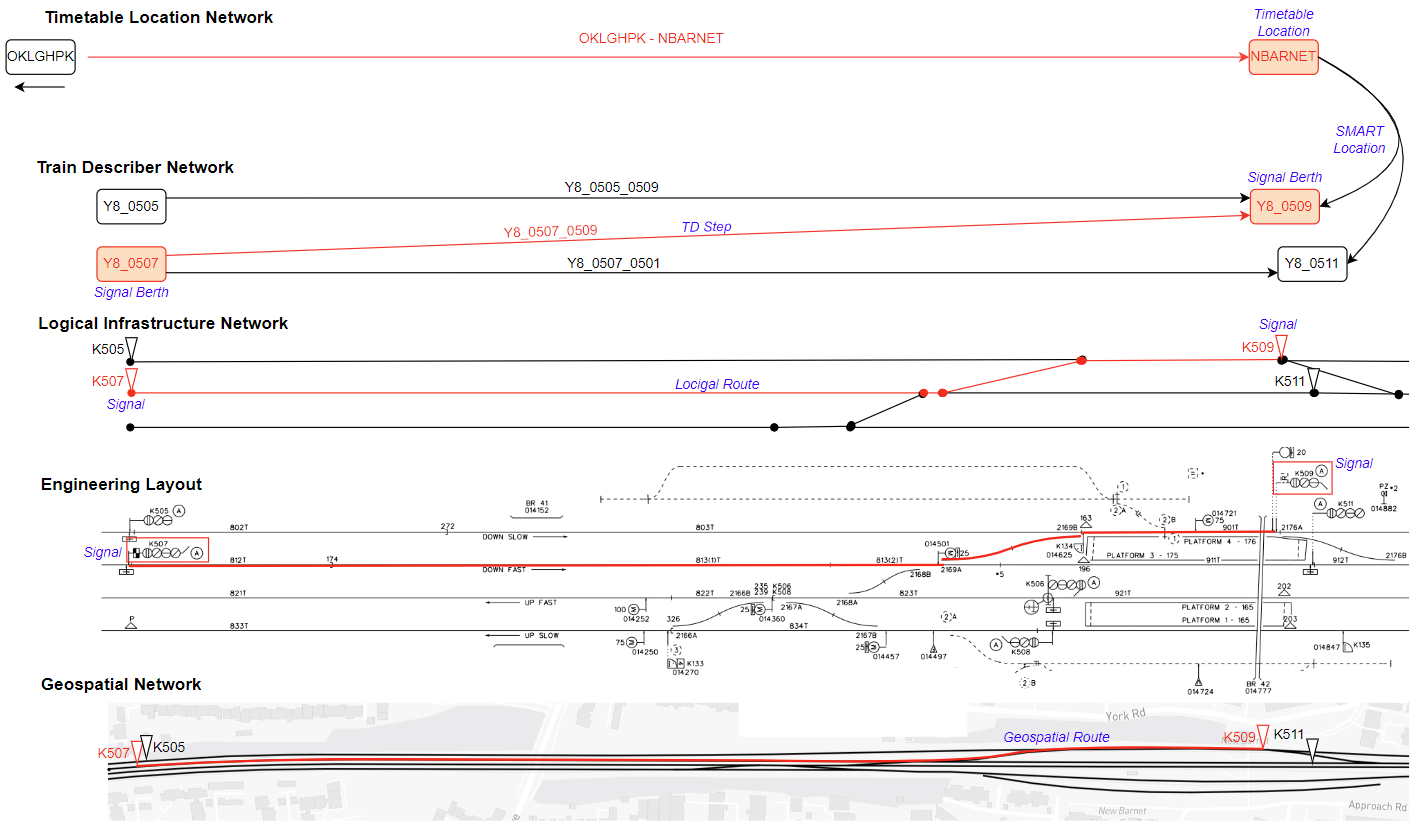 Timetable Location Network
Timetable
Location
OKLGHPK
OKLGHPK - NBARNET
NBARNET
SMART
Location
Train Describer Network
Signal Berth
Y8_0505
Y8_0505_0509
Y8_0509
Y8_0507_0509
TD Step
Y8_0507
Y8_0507_0501
Y8_0511
Signal Berth
Logical Infrastructure Network
Signal
K505
K509
K507
Locigal Route
K511
Signal
Engineering Layout
Signal
20
K509
A
PZ *2
014882
BR 41
014152
K505
A
K511
A
1
2 A
2 B
014721
75
163
802T
272
803T
2169B
901T
2176A
DOWN SLOW
1
Signal
K507
A
K134
014625
PLATFORM 4 - 176
014501
25
PLATFORM 3 - 175
812T
174
813(1)T
813(2)T
911T
912T
2176B
DOWN FAST
2169A
2168B
*5
196
K506
A
202
821T
822T
2166B
235
239
K506
K508
823T
921T
UP FAST
100
014252
25
014360
2167A
2168A
PLATFORM 2 - 165
P
326
2 A
PLATFORM 1 - 165
203
833T
834T
UP SLOW
2166A
2167B
75
014250
3
25
014457
014497
A
K508
014847
K135
K133
014270
2 B
014724
BR 42
014777
Geospatial Network
York Rd
K507
K505
Geospatial Route
K509
K511
New Barnet
Approach Rd